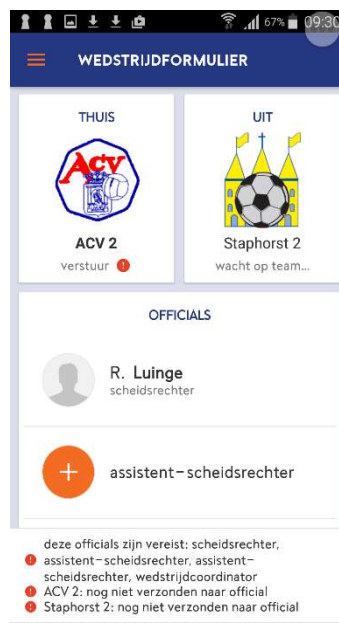 67% 09:30
WEDSTRIJDFORMULIER
THUIS
ACV
ACV 2
verstuur
UIT
Staphorst 2
wacht op team...
OFFICIALS
R. Luinge
scheidsrechter
assistent-scheidsrechter
deze officials zijn vereist: scheidsrechter,
assistent-scheidsrechter, assistent-
scheidsrechter, wedstrijdcoordinator
ACV 2: nog niet verzonden naar official
Staphorst 2: nog niet verzonden naar official